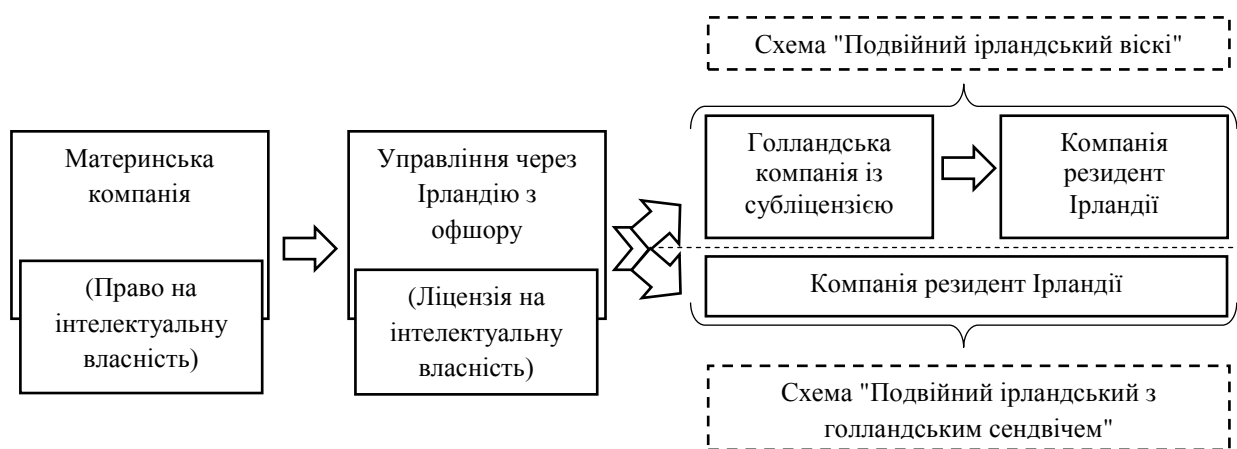 Схема "Подвійний ірландський віскі"
Материнська
компанія
(Право на
інтелектуальну
власність)
Управління через
Ірландію з
офшору
(Ліцензія на
інтелектуальну
власність)
Голландська
компанія із
субліцензією
Компанія
резидент
Ірландії
Компанія резидент Ірландії
Схема "Подвійний ірландський з
голландським сендвічем"